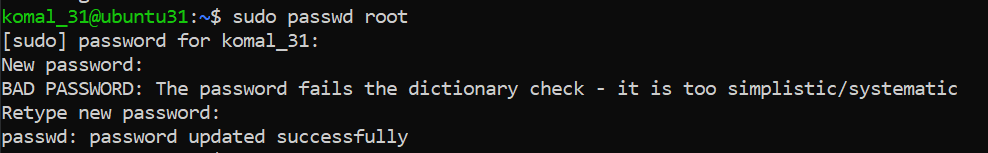 komal_31@ubuntu31:~$ sudo passwd root
[sudo] password for komal_31:
New password:
BAD PASSWORD: The password fails the dictionary check - it is too simplistic/systematic
Retype new password:
passwd: password updated successfully